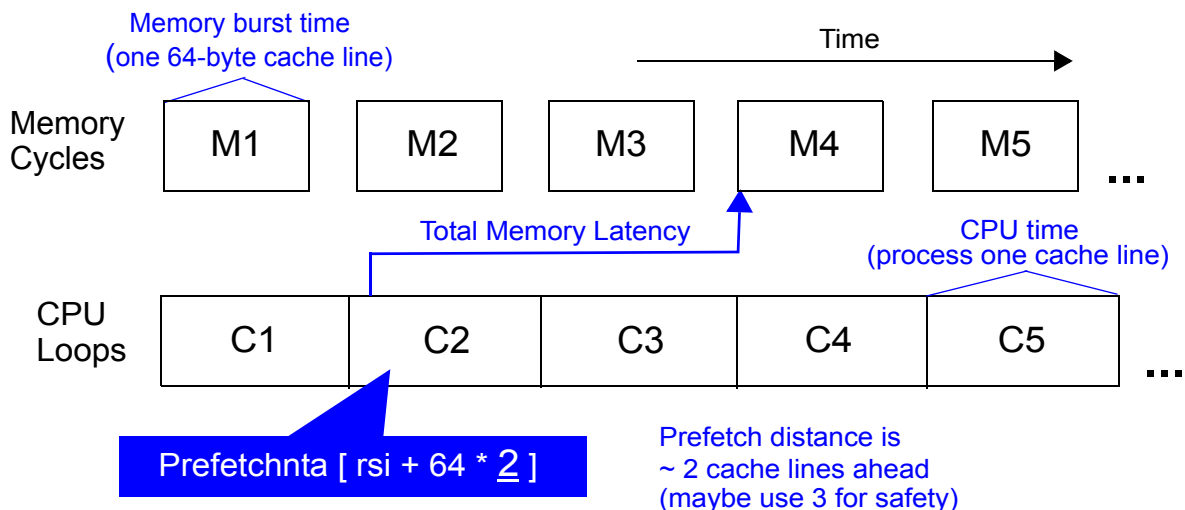 Memory burst time
(one 64-byte cache line)
Time
Memory
Cycles
M1
M2
M3
M4
M5
...
Total Memory Latency
CPU time
(process one cache line)
CPU
Loops
C1
C2
C3
C4
C5
...
Prefetchnta [ rsi + 64 * 2 ]
Prefetch distance is
~ 2 cache lines ahead
(maybe use 3 for safety)